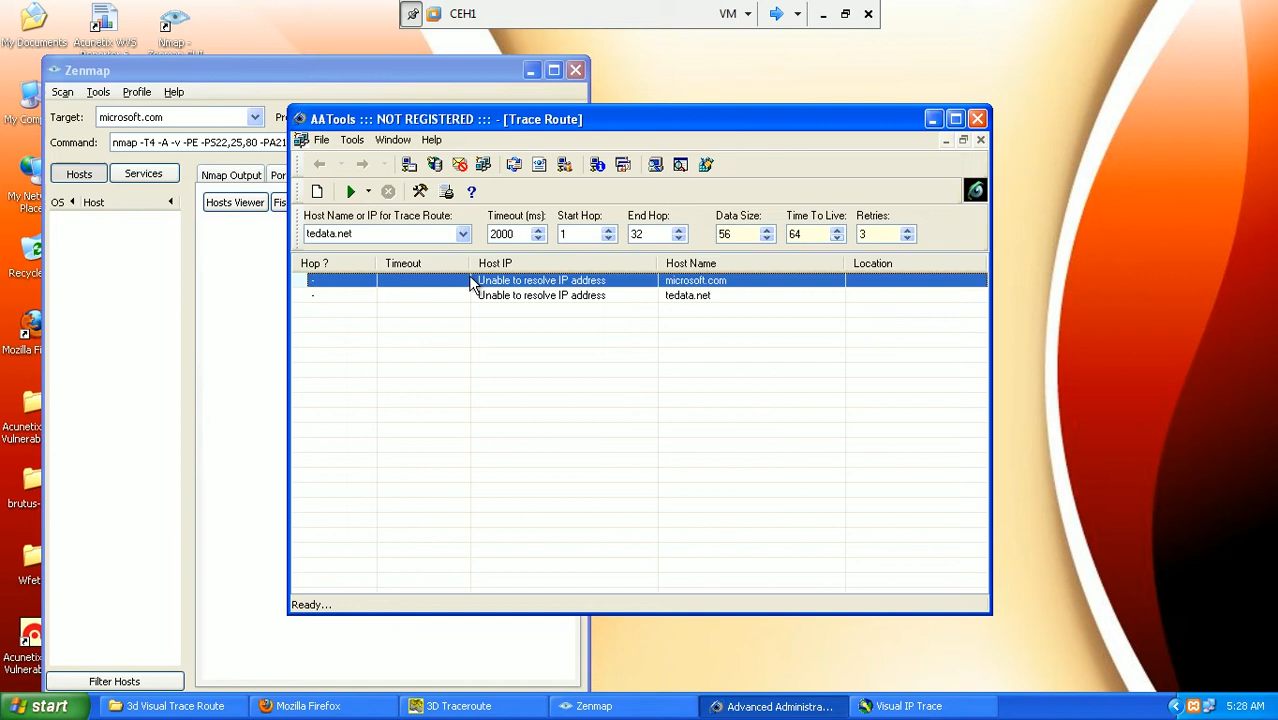 CEH1
VM
My Documents
Acunetix WVS
Nmap -
Zenmap
Scan Tools Profile Help
Target: microsoft.com
Command: nmap -T4 -A -v -PE -PS22,25,80 -PA21
Hosts Services
Nmap Output
OS Host
Hosts Viewer
AATools ::: NOT REGISTERED ::: - [Trace Route]
File Tools Window Help
Host Name or IP for Trace Route: Timeout (ms): Start Hop: End Hop: Data Size: Time To Live: Retries:
tedata.net 2000 1 32 56 64 3
Hop ? Timeout Host IP Host Name Location
- Unable to resolve IP address microsoft.com
- Unable to resolve IP address tedata.net
Ready...
My Net
Place
Mozilla Fire
Acunetix
Vulnerab
brutus-
Wfet
Acunetix
Vulnerab
Filter Hosts
start 3d Visual Trace Route Mozilla Firefox 3D Traceroute Zenmap Advanced Administra... Visual IP Trace 5:28 AM